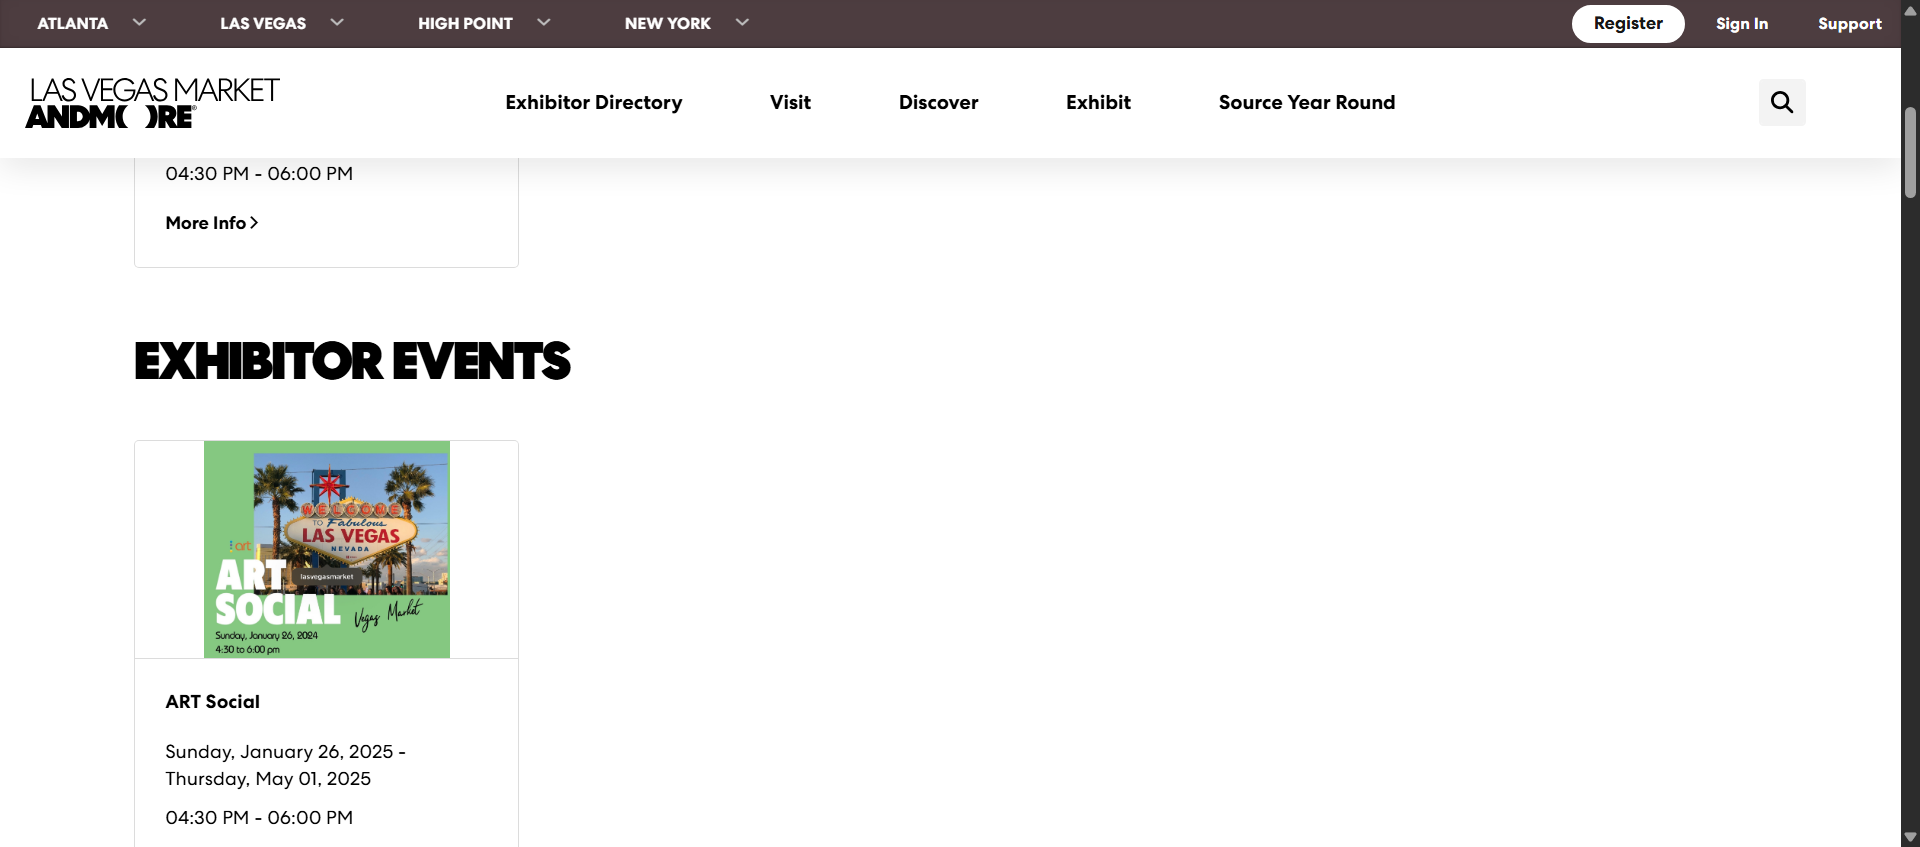 ATLANTA
LAS VEGAS
HIGH POINT
NEW YORK
Register
Sign In
Support
LAS VEGAS MARKET
ANDMORE®
Exhibitor Directory
Visit
Discover
Exhibit
Source Year Round
04:30 PM - 06:00 PM
More Info
EXHIBITOR EVENTS
WELCOME
TO Fabulous
LAS VEGAS
NEVADA
art
ART
lasvegasmarket
SOCIAL
Vegas Market
Sunday, January 26, 2024
4:30 to 6:00 pm
ART Social
Sunday, January 26, 2025 -
Thursday, May 01, 2025
04:30 PM - 06:00 PM